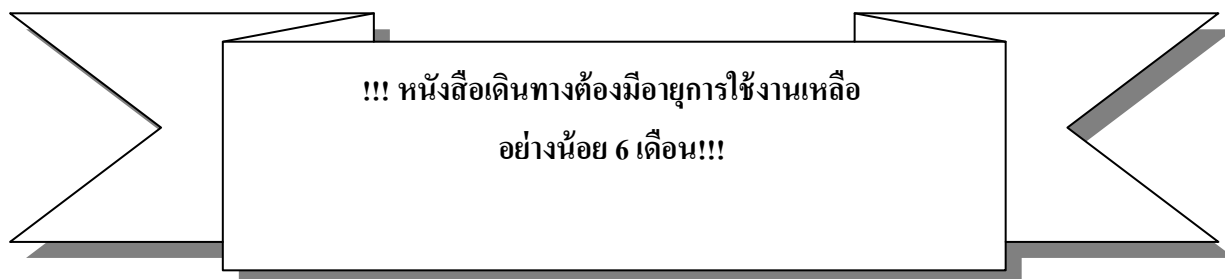 !!! หนังสือเดินทางต้องมีอายุการใช้งานเหลือ
อย่างน้อย 6 เดือน!!!